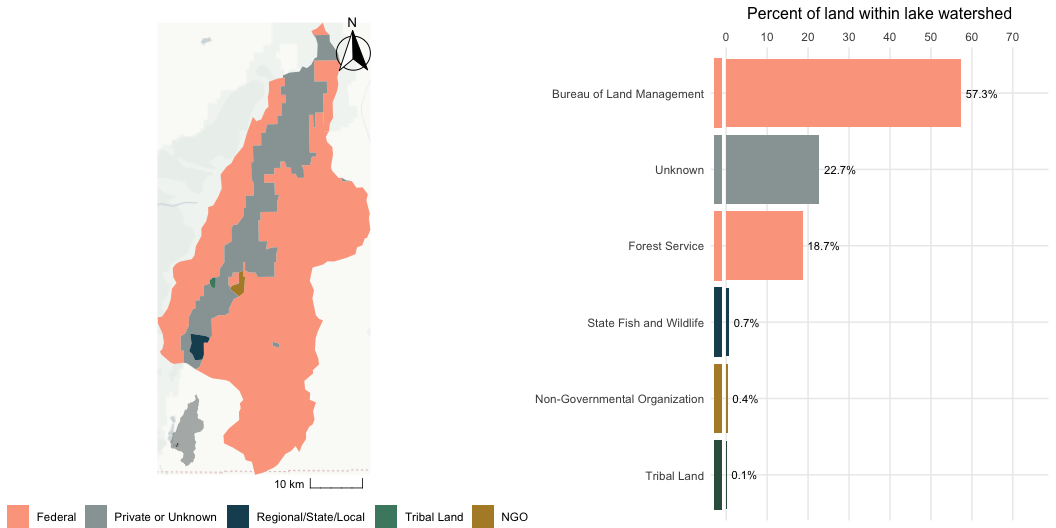 N
10 km
Federal
Private or Unknown
Regional/State/Local
Tribal Land
NGO
Percent of land within lake watershed
0 10 20 30 40 50 60 70
Bureau of Land Management 57.3%
Unknown 22.7%
Forest Service 18.7%
State Fish and Wildlife 0.7%
Non-Governmental Organization 0.4%
Tribal Land 0.1%